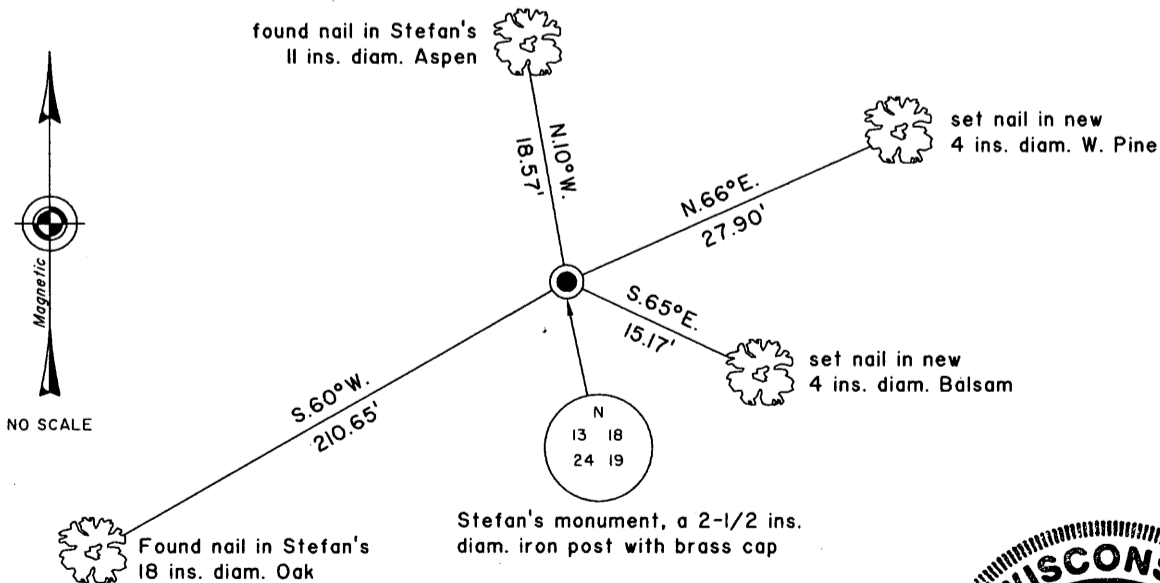 found nail in Stefan's
11 ins. diam. Aspen
N.10°W.
18.57'
set nail in new
4 ins. diam. W. Pine
N.66°E.
27.90'
Magnetic
NO SCALE
S.65°E.
15.17'
set nail in new
4 ins. diam. Balsam
S.60°W.
210.65'
N
13 18
24 19
Found nail in Stefan's
18 ins. diam. Oak
Stefan's monument, a 2-1/2 ins.
diam. iron post with brass cap